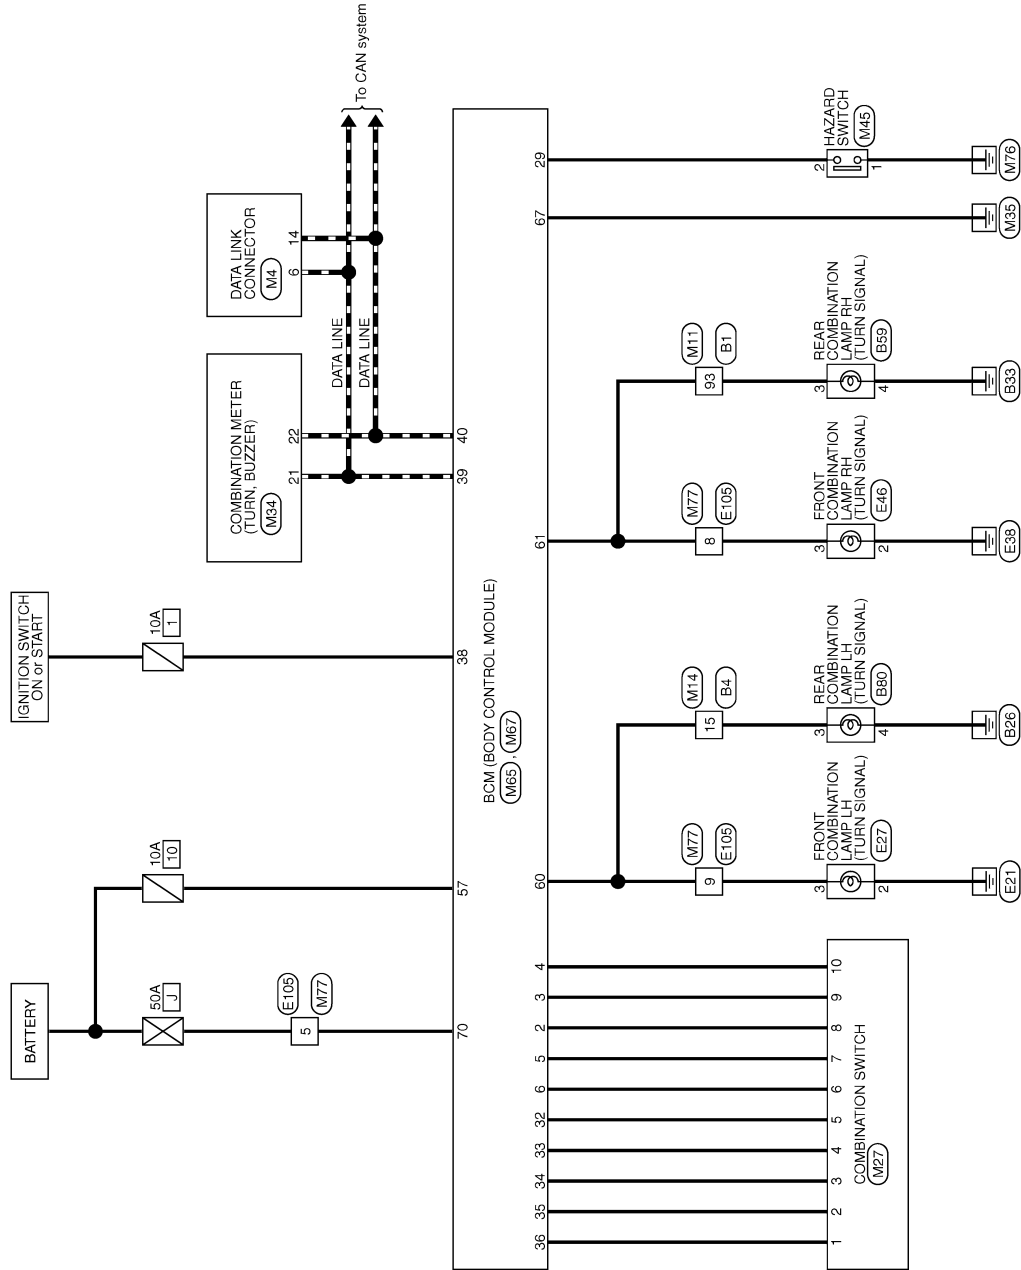 BATTERY
50A
J
E105
M77
5
70
10A
10
57
IGNITION SWITCH
ON or START
10A
1
38
COMBINATION METER
(TURN, BUZZER)
M34
21
22
DATA LINK
CONNECTOR
M4
6
14
DATA LINE
DATA LINE
To CAN system
39
40
BCM (BODY CONTROL MODULE)
M65 , M67
36
35
34
33
32
6
5
2
3
4
60
61
67
29
1
2
3
4
5
6
7
8
9
10
COMBINATION SWITCH
M27
9
M77
E105
3
2
FRONT
COMBINATION
LAMP LH
(TURN SIGNAL)
E27
E21
15
M14
B4
3
4
REAR
COMBINATION
LAMP LH
(TURN SIGNAL)
B80
B26
8
M77
E105
3
2
FRONT
COMBINATION
LAMP RH
(TURN SIGNAL)
E46
E38
93
M11
B1
3
4
REAR
COMBINATION
LAMP RH
(TURN SIGNAL)
B59
B33
M35
2
1
HAZARD
SWITCH
M45
M76